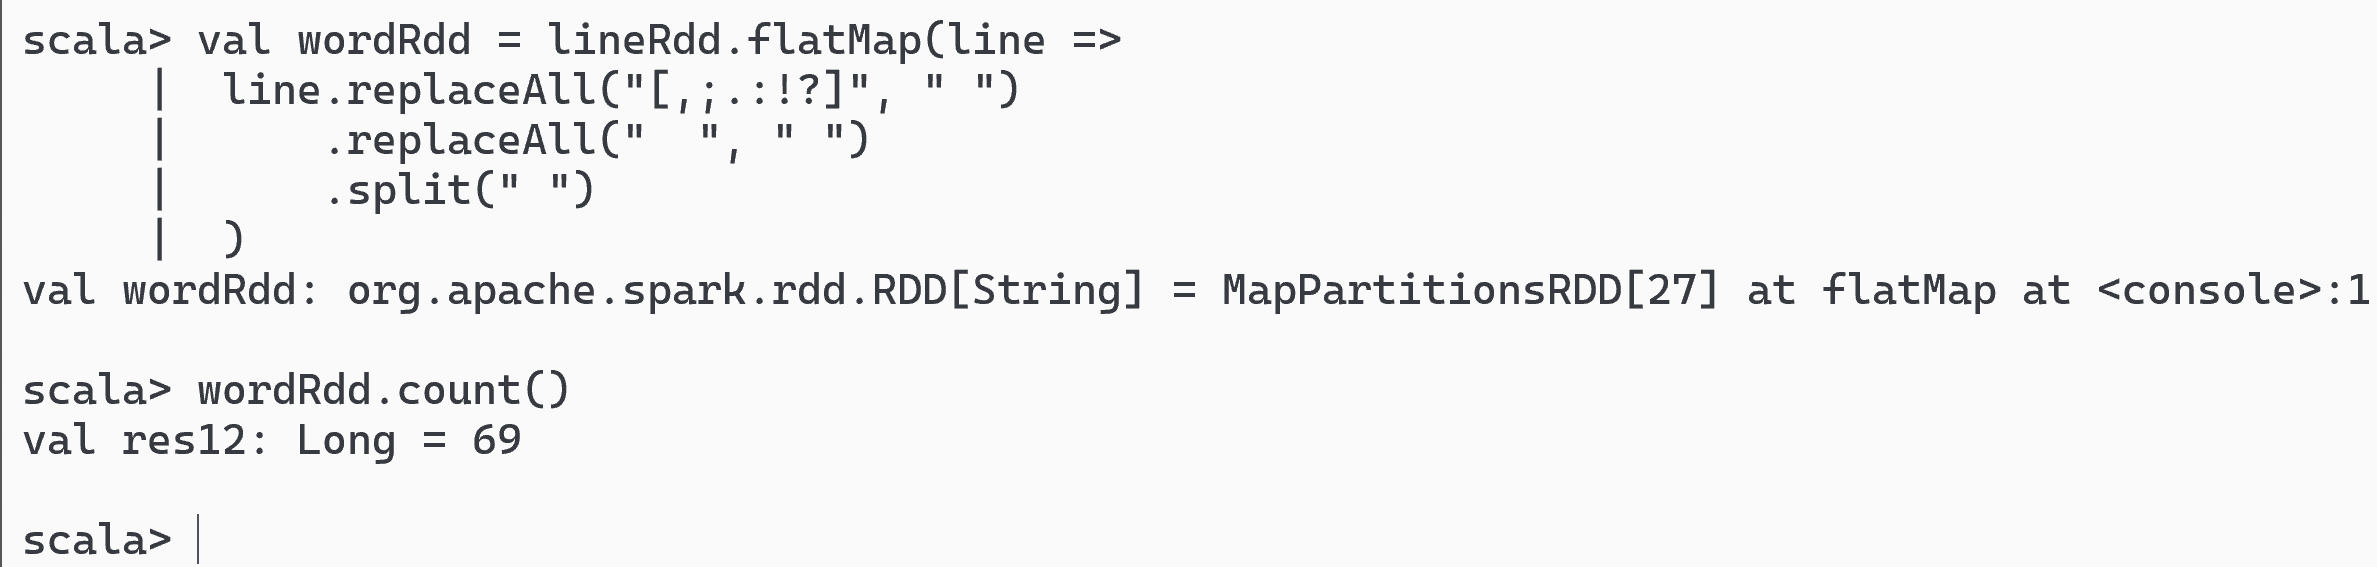 scala> val wordRdd = lineRdd.flatMap(line =>
     |  line.replaceAll("[,;.:!?]", " ")
     |      .replaceAll("  ", " ")
     |      .split(" ")
     |  )
val wordRdd: org.apache.spark.rdd.RDD[String] = MapPartitionsRDD[27] at flatMap at <console>:1

scala> wordRdd.count()
val res12: Long = 69

scala>